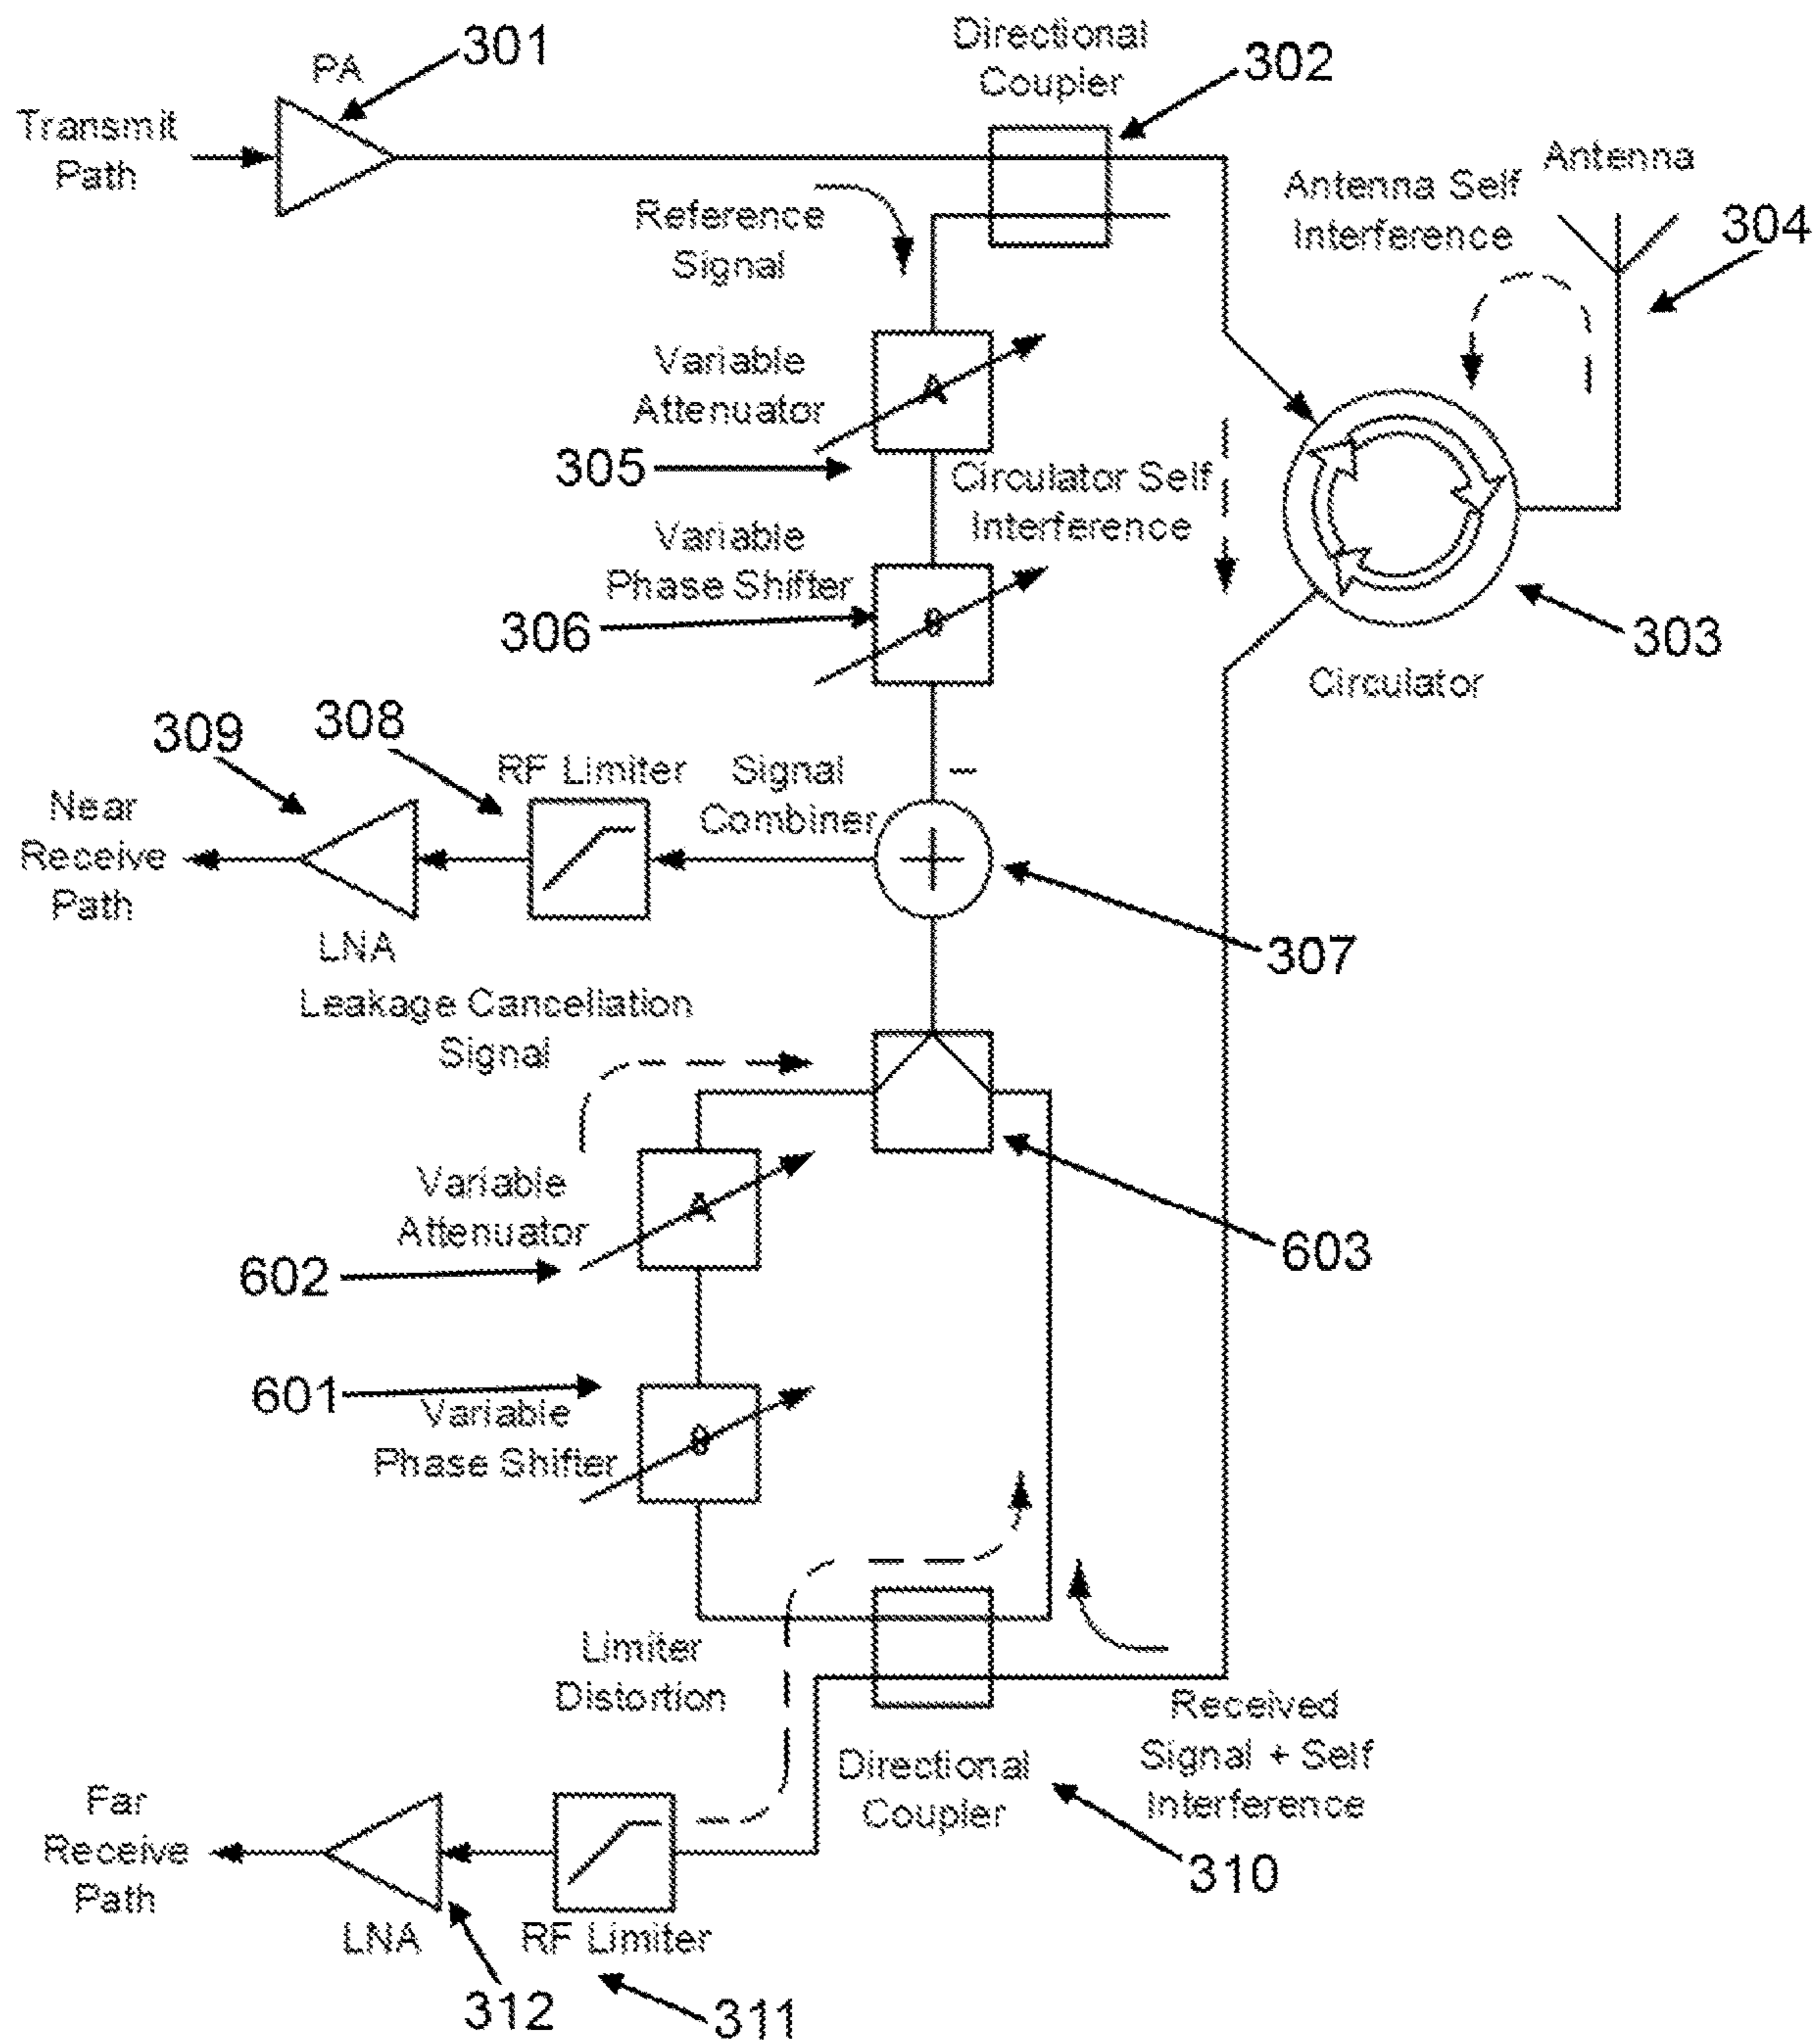 PA
301
Transmit
Path
Directional
Coupler
302
Reference
Signal
Antenna Self
Interference
Antenna
304
Variable
Attenuator
A
305
Circulator Self
Interference
Variable
Phase Shifter
θ
306
303
Circulator
309
308
RF Limiter
Signal
Combiner
–
Near
Receive
Path
+
LNA
307
Leakage Cancellation
Signal
Variable
Attenuator
A
602
603
601
Variable
Phase Shifter
θ
Limiter
Distortion
Received
Signal + Self
Interference
Directional
Coupler
310
Far
Receive
Path
LNA
RF Limiter
312
311